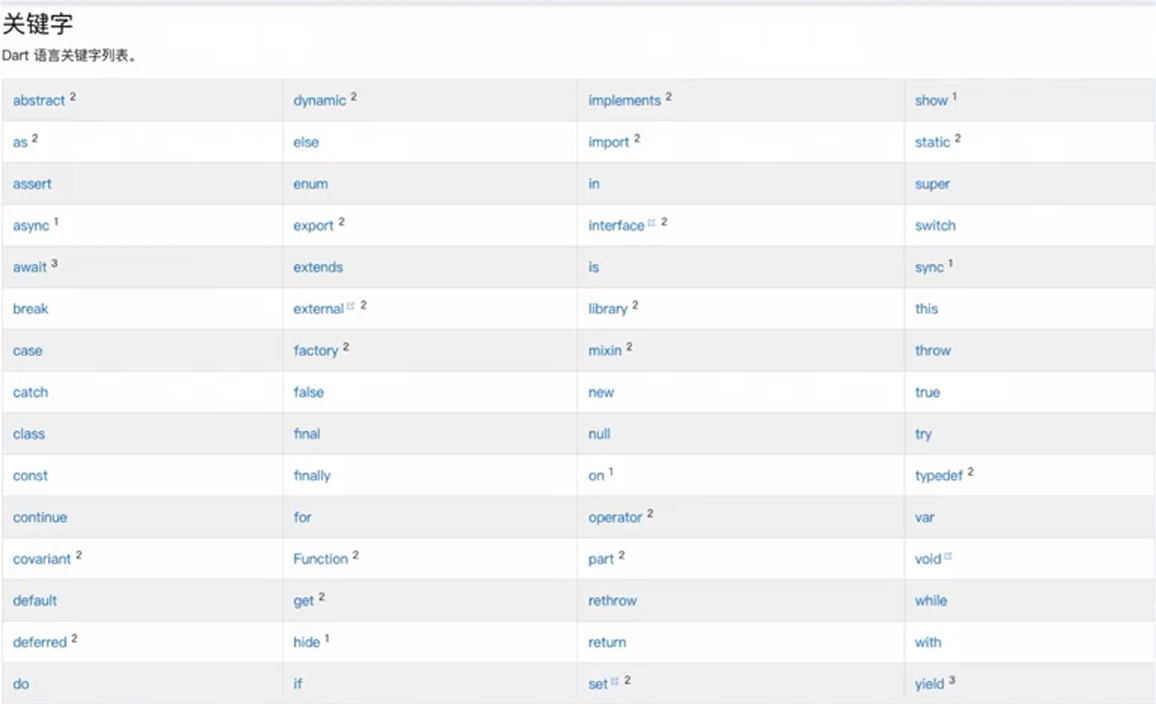 关键字
Dart 语言关键字列表。
abstract 2 dynamic 2 implements 2 show 1
as 2 else import 2 static 2
assert enum in super
async 1 export 2 interface 2 switch
await 3 extends is sync 1
break external 2 library 2 this
case factory 2 mixin 2 throw
catch false new true
class final null try
const finally on 1 typedef 2
continue for operator 2 var
covariant 2 Function 2 part 2 void
default get 2 rethrow while
deferred 2 hide 1 return with
do if set 2 yield 3